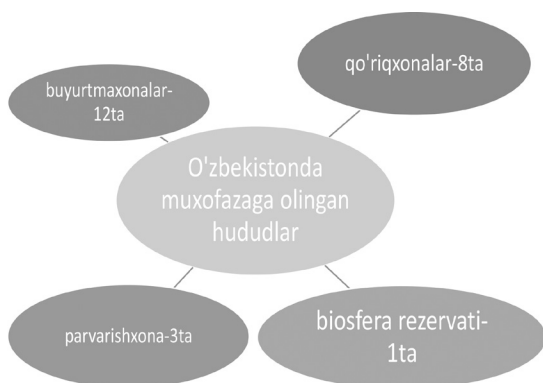 qo'riqxonalar-8ta
buyurtmaxonalar-
12ta
O'zbekistonda
muxofazaga olingan
hududlar
parvarishxona-3ta
biosfera rezervati-
1ta